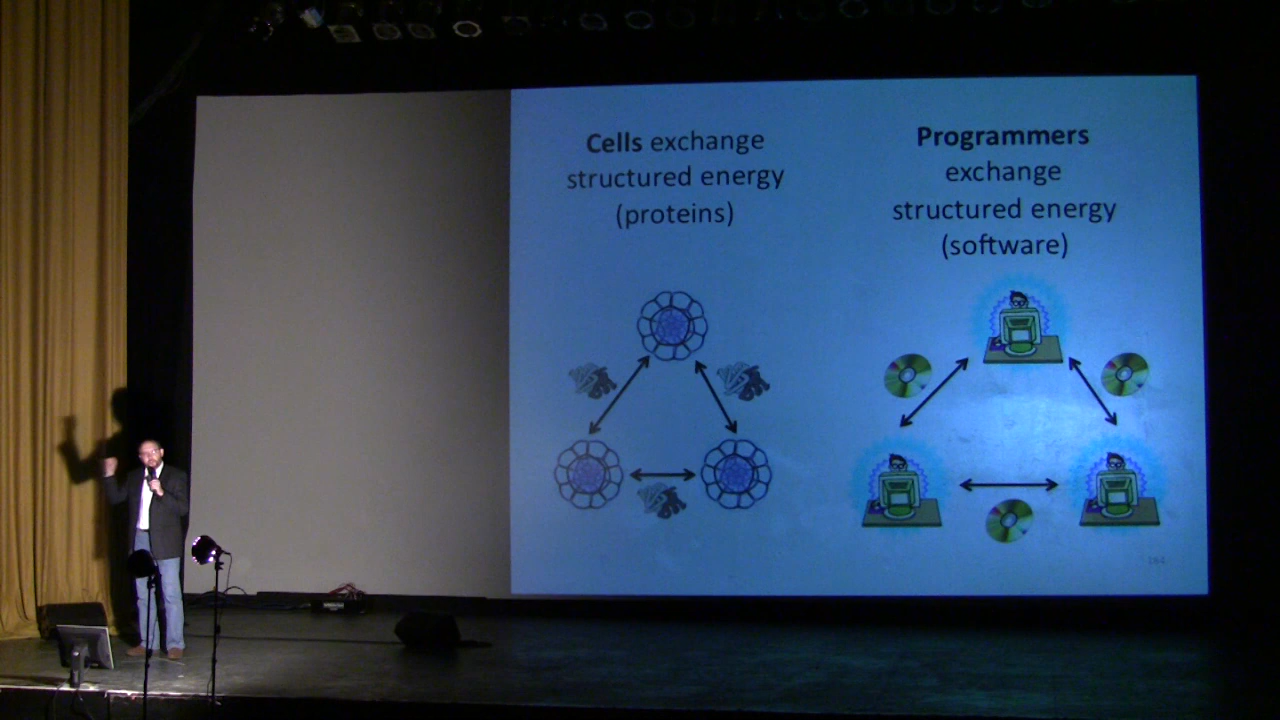 Cells exchange
structured energy
(proteins)
Programmers
exchange
structured energy
(software)